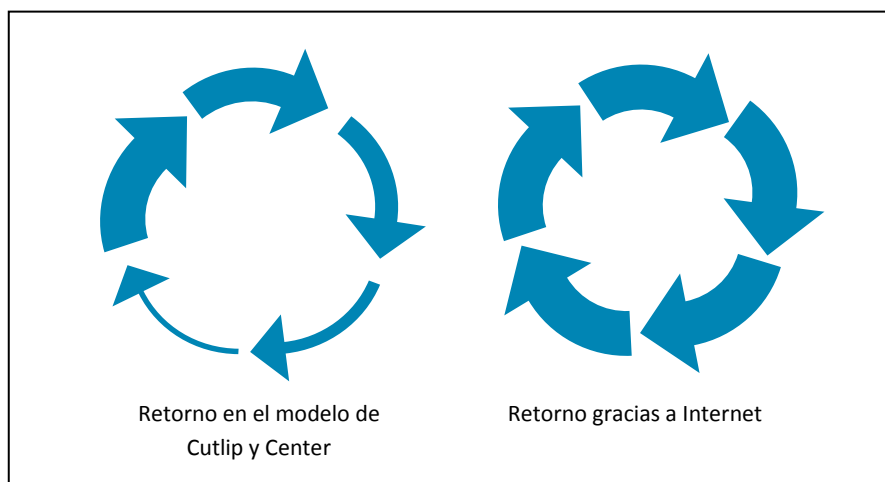 Retorno en el modelo de
Cutlip y Center
Retorno gracias a Internet